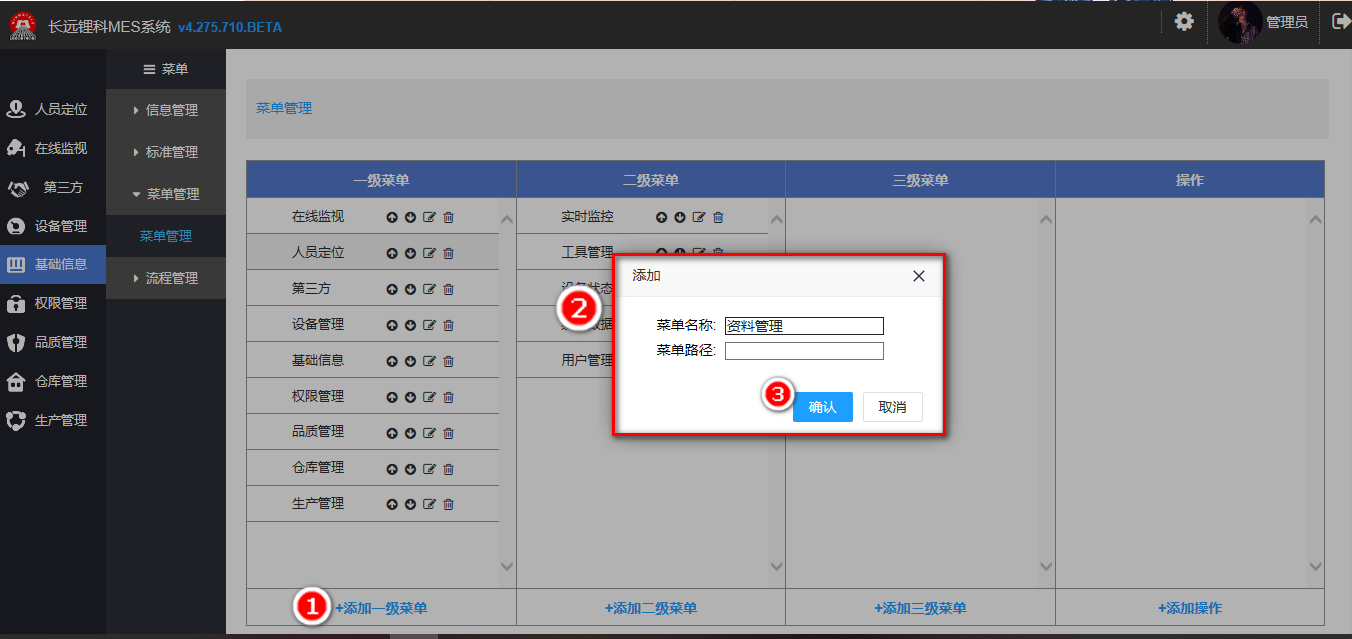 长远锂科MES系统 v4.275.710.BETA
管理员
菜单
人员定位
在线监视
第三方
设备管理
基础信息
权限管理
品质管理
仓库管理
生产管理
信息管理
标准管理
菜单管理
菜单管理
流程管理
菜单管理
一级菜单 二级菜单 三级菜单 操作
在线监视 实时监控
人员定位 工具管理
第三方
设备管理
基础信息 用户管理
权限管理
品质管理
仓库管理
生产管理
添加
2
菜单名称: 资料管理
菜单路径:
3
确认 取消
1
+添加一级菜单 +添加二级菜单 +添加三级菜单 +添加操作